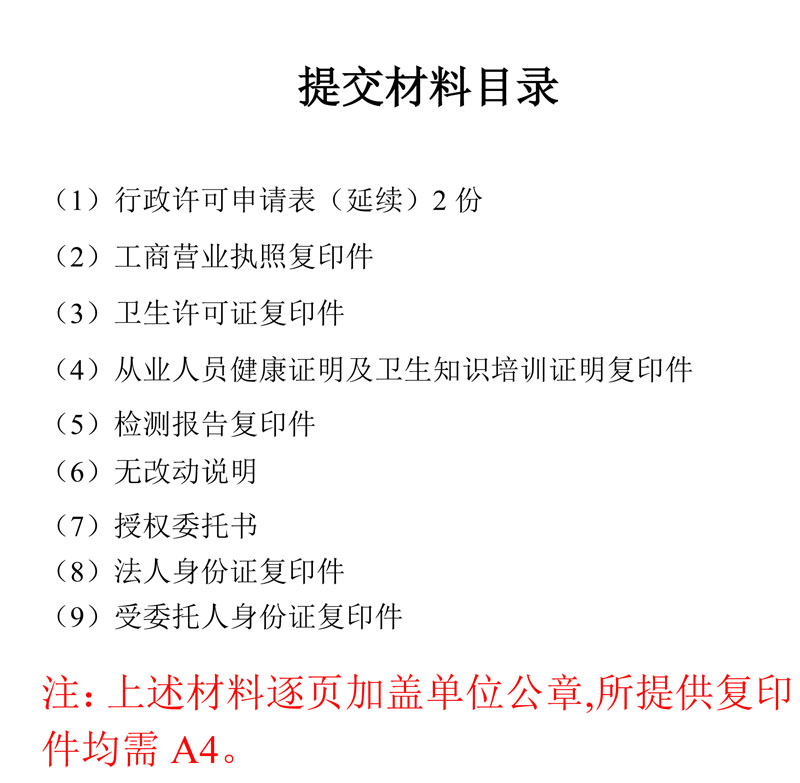 提交材料目录
（1）行政许可申请表（延续）2 份
（2）工商营业执照复印件
（3）卫生许可证复印件
（4）从业人员健康证明及卫生知识培训证明复印件
（5）检测报告复印件
（6）无改动说明
（7）授权委托书
（8）法人身份证复印件
（9）受委托人身份证复印件
注：上述材料逐页加盖单位公章,所提供复印
件均需 A4。